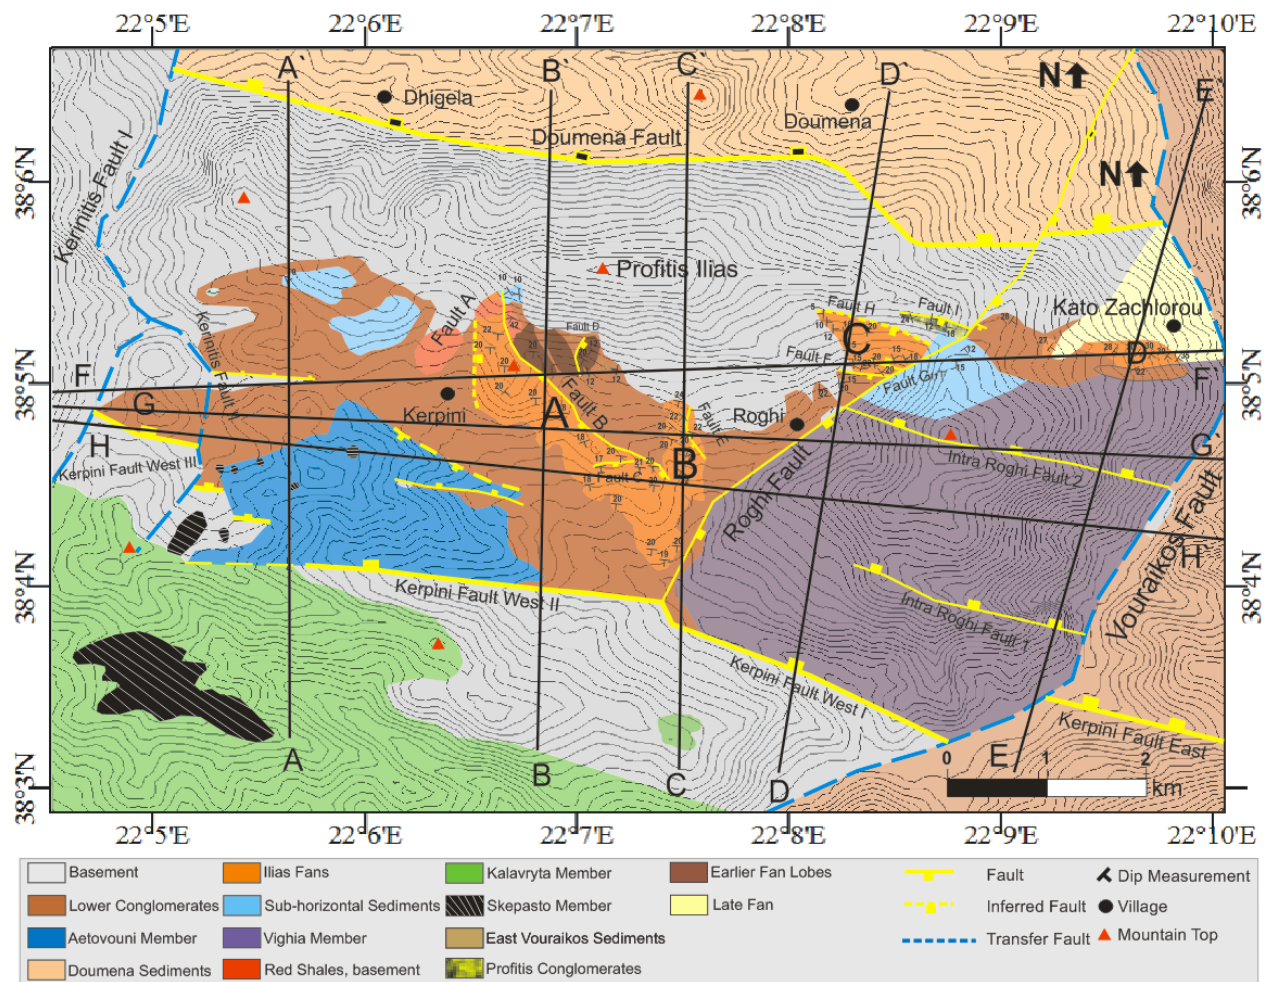 22°5'E 22°6'E 22°7'E 22°8'E 22°9'E 22°10'E
A` B` C` D` E`
N
Dhigela
Doumena
Doumena Fault
N
38°6'N 38°6'N
Kerinitis Fault I
Profitis Ilias
Kato Zachlorou
Fault A
Fault H
Fault I
Fault D
Kerinitis Fault II
C
D
Fault F
38°5'N 38°5'N
F F`
Fault G
Kerpini
Fault B
A
Fault E
Roghi
G G`
H
Kerpini Fault West III
B
Fault C
Intra Roghi Fault 2
Roghi Fault
Vouraikos Fault
H`
38°4'N 38°4'N
Kerpini Fault West II
Intra Roghi Fault 1
Kerpini Fault West I
Kerpini Fault East
A B C D E
0 1 2
km
38°3'N 38°3'N
22°5'E 22°6'E 22°7'E 22°8'E 22°9'E 22°10'E
Basement Ilias Fans Kalavryta Member Earlier Fan Lobes Fault Dip Measurement
Lower Conglomerates Sub-horizontal Sediments Skepasto Member Late Fan Inferred Fault Village
Aetovouni Member Vighia Member East Vouraikos Sediments Transfer Fault Mountain Top
Doumena Sediments Red Shales, basement Profitis Conglomerates